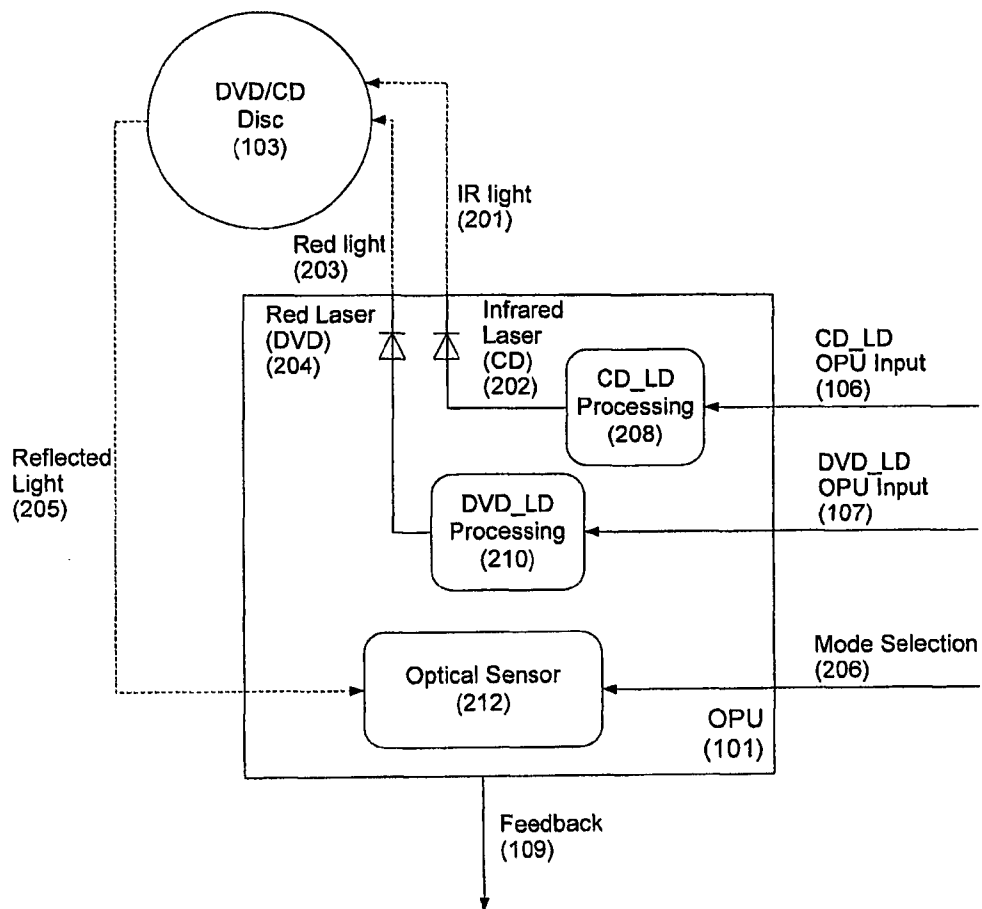 DVD/CD
Disc
(103)
IR light
(201)
Red light
(203)
Red Laser
(DVD)
(204)
Infrared
Laser
(CD)
(202)
CD_LD
Processing
(208)
CD_LD
OPU Input
(106)
Reflected
Light
(205)
DVD_LD
Processing
(210)
DVD_LD
OPU Input
(107)
Optical Sensor
(212)
Mode Selection
(206)
OPU
(101)
Feedback
(109)